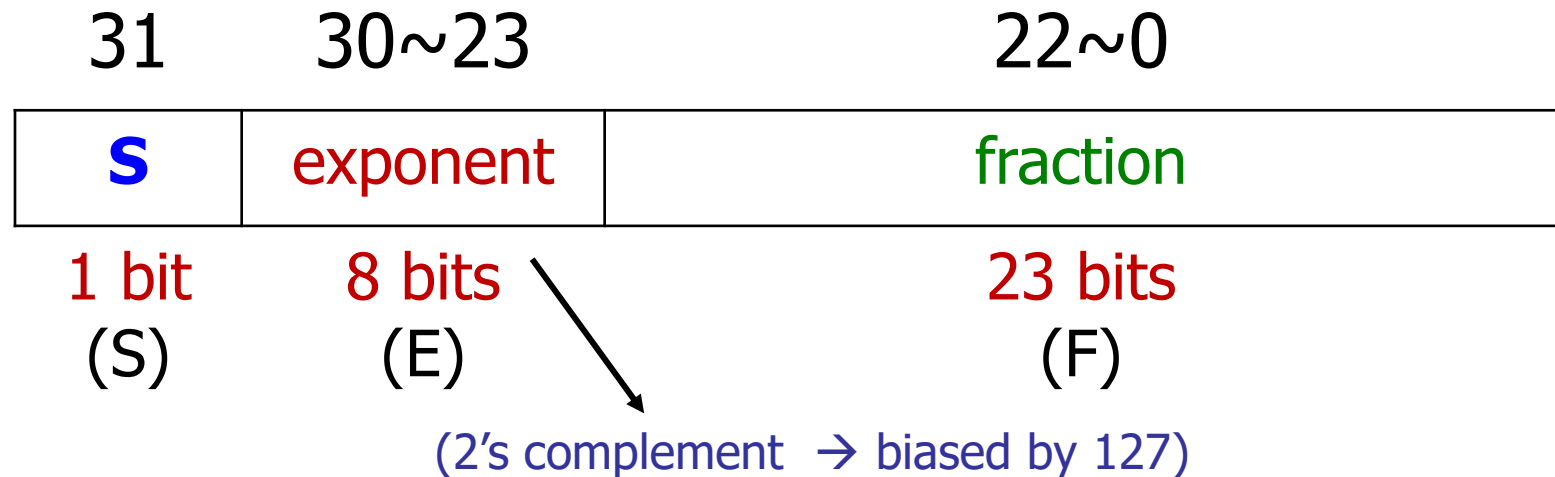 31 30~23 22~0
S exponent fraction
1 bit 8 bits 23 bits
(S) (E) (F)
(2’s complement → biased by 127)